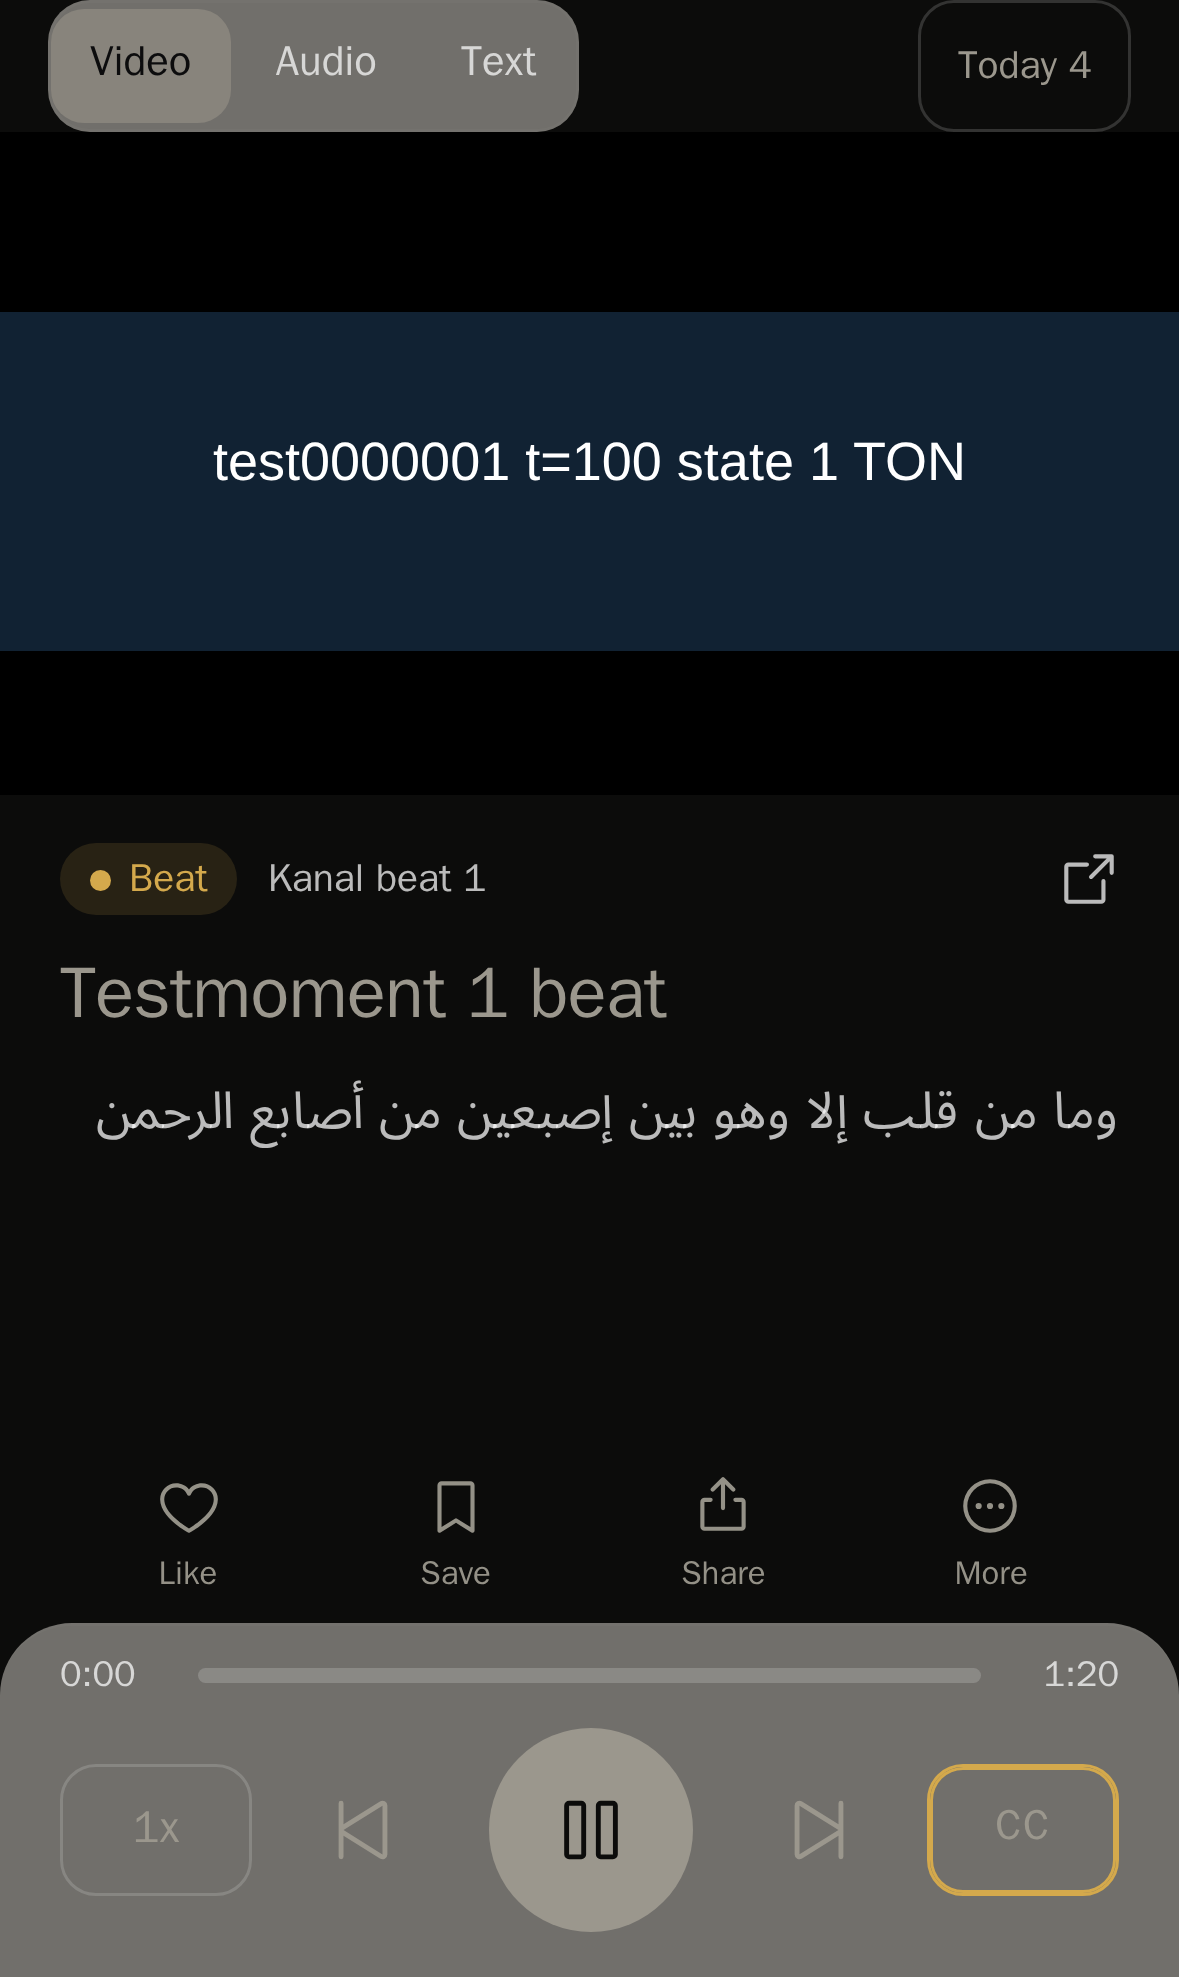 Video
Audio
Text
Today 4
test0000001 t=100 state 1 TON
Beat
Kanal beat 1
Testmoment 1 beat
وما من قلب إلا وهو بين إصبعين من أصابع الرحمن
Like
Save
Share
More
0:00
1:20
1x
CC